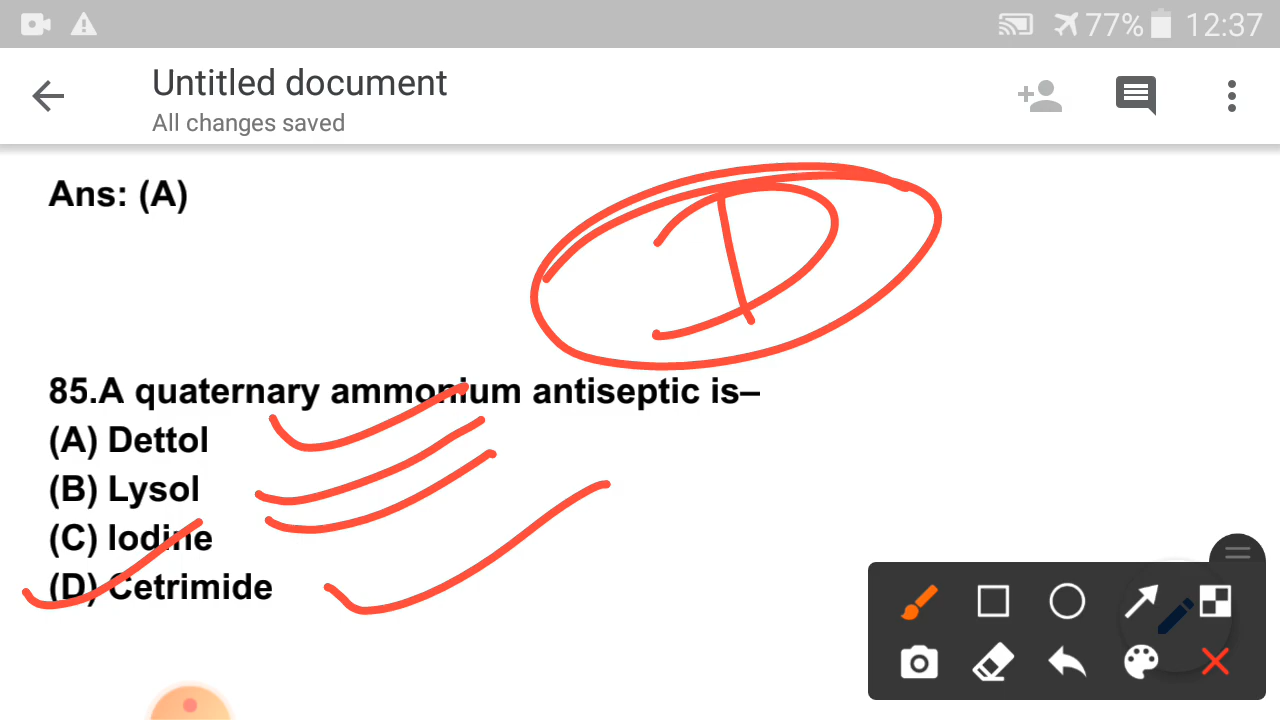 77% 12:37
Untitled document
All changes saved
Ans: (A)
D
85.A quaternary ammonium antiseptic is–
(A) Dettol
(B) Lysol
(C) Iodine
(D) Cetrimide